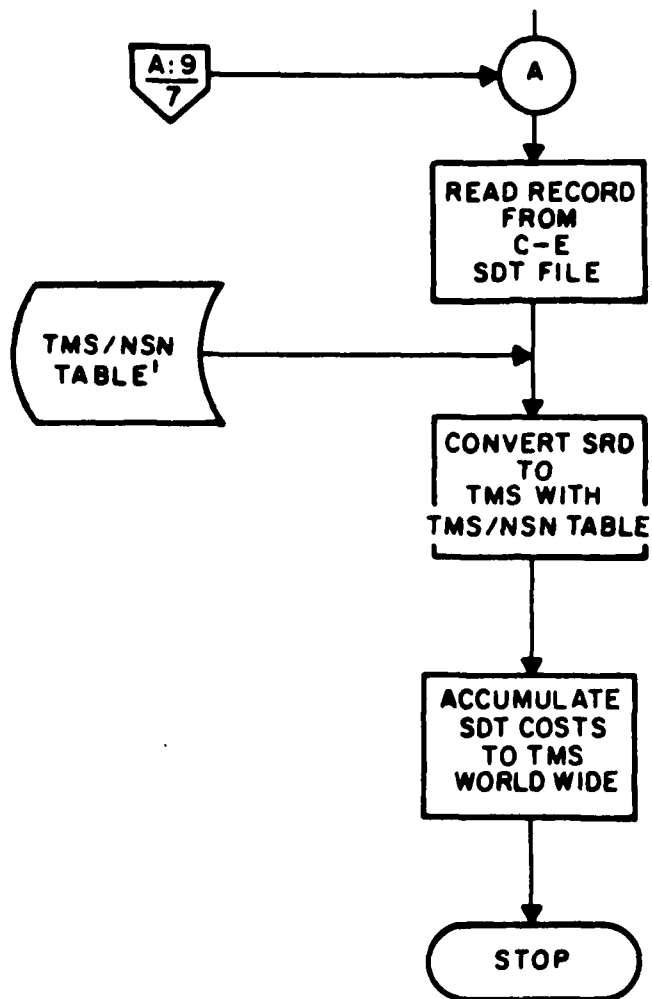 A:9
7
A
READ RECORD
FROM
C-E
SDT FILE
TMS/NSN
TABLE¹
CONVERT SRD
TO
TMS WITH
TMS/NSN TABLE
ACCUMULATE
SDT COSTS
TO TMS
WORLD WIDE
STOP